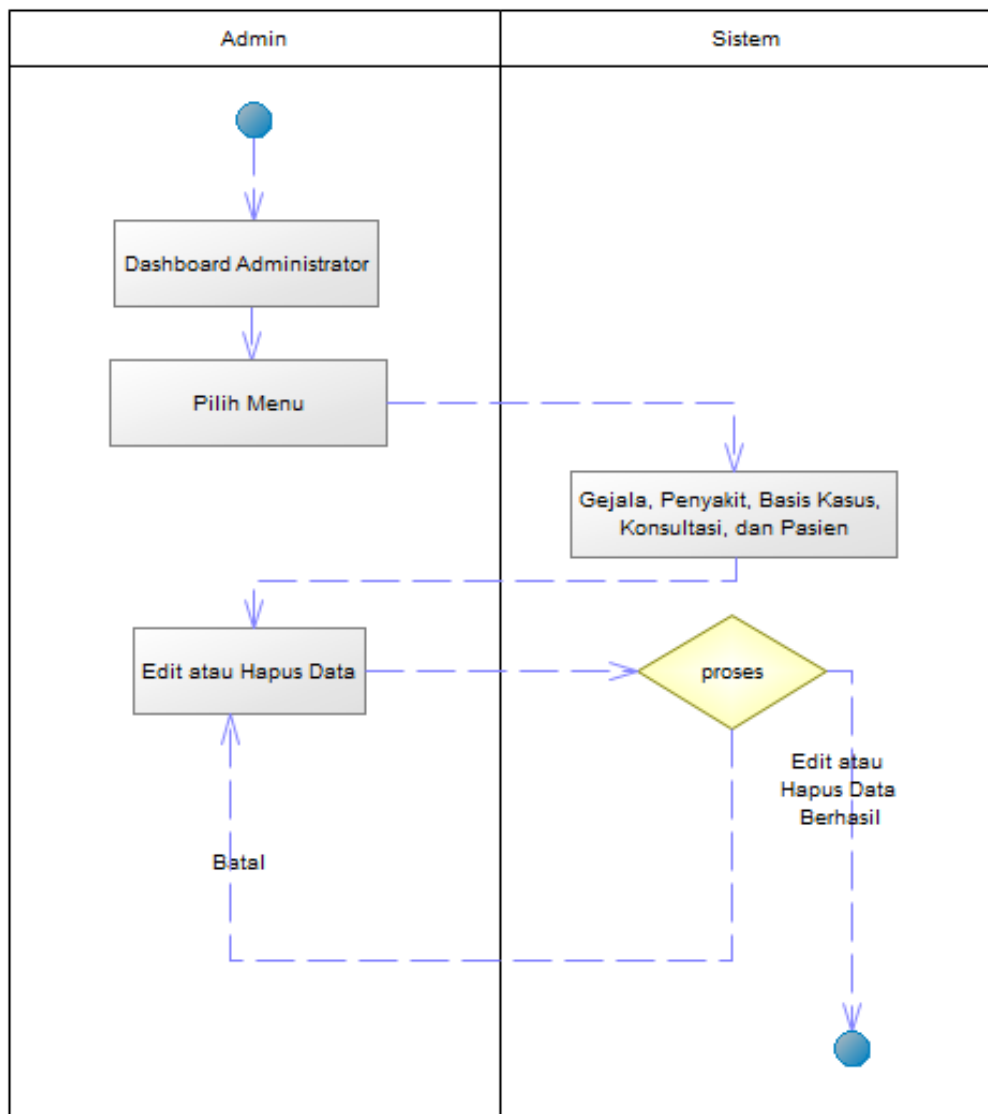 Admin
Sistem
Dashboard Administrator
Pilih Menu
Gejala, Penyakit, Basis Kasus,
Konsultasi, dan Pasien
Edit atau Hapus Data
proses
Edit atau
Hapus Data
Berhasil
Batal